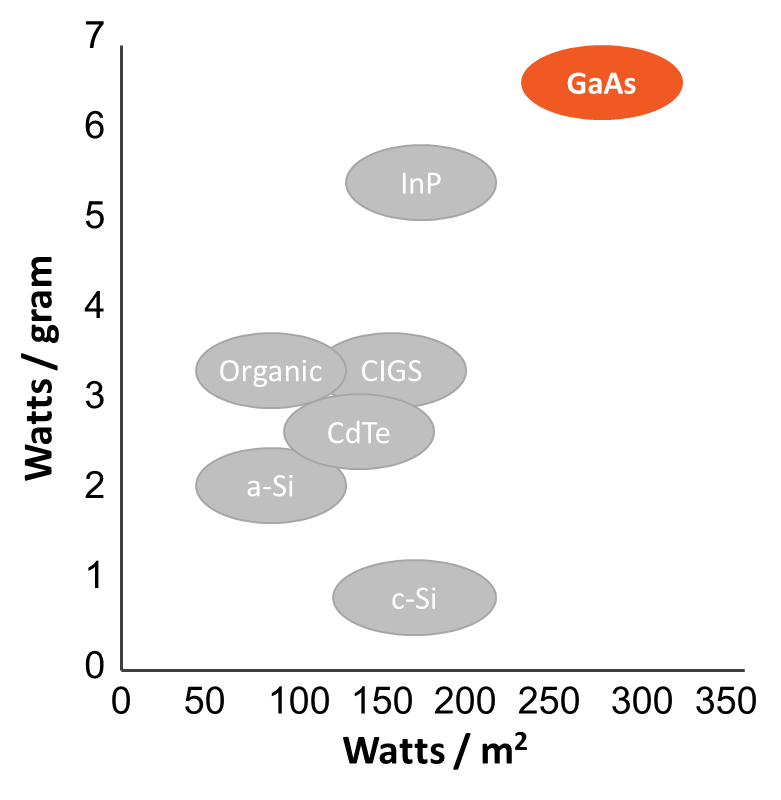 7
GaAs
6
InP
5
4
Organic CIGS
3
CdTe
2
a-Si
1
c-Si
0
0 50 100 150 200 250 300 350
Watts / m²
Watts / gram